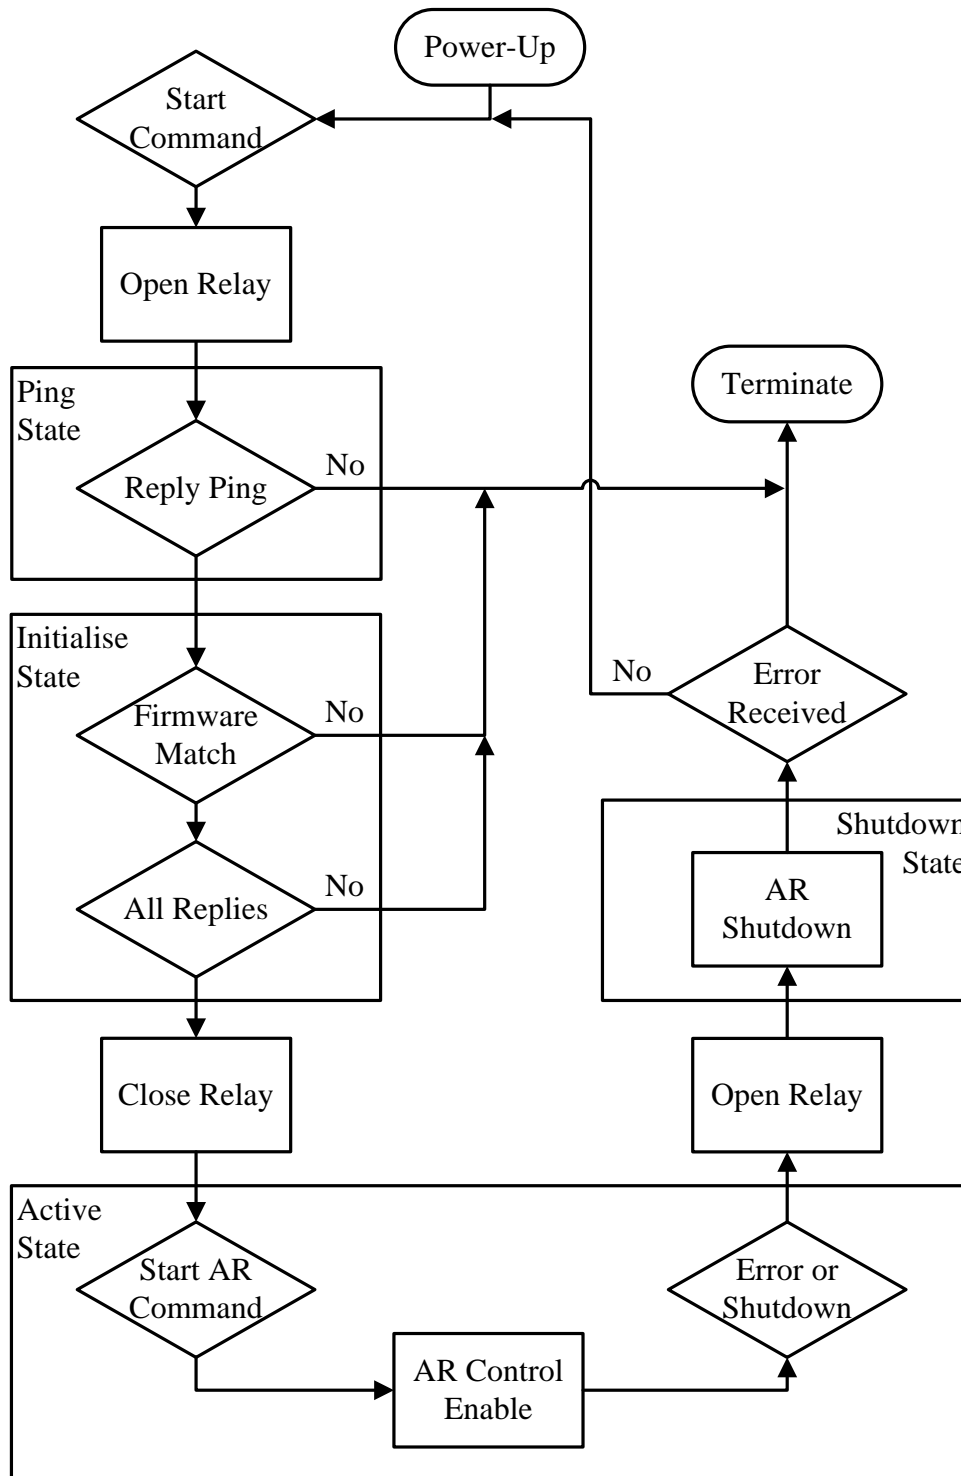 Power-Up
Start
Command
Open Relay
Ping
State
Reply Ping
No
Terminate
Initialise
State
Firmware
Match
No
All Replies
No
No
Error
Received
Shutdown
State
AR
Shutdown
Close Relay
Open Relay
Active
State
Start AR
Command
AR Control
Enable
Error or
Shutdown